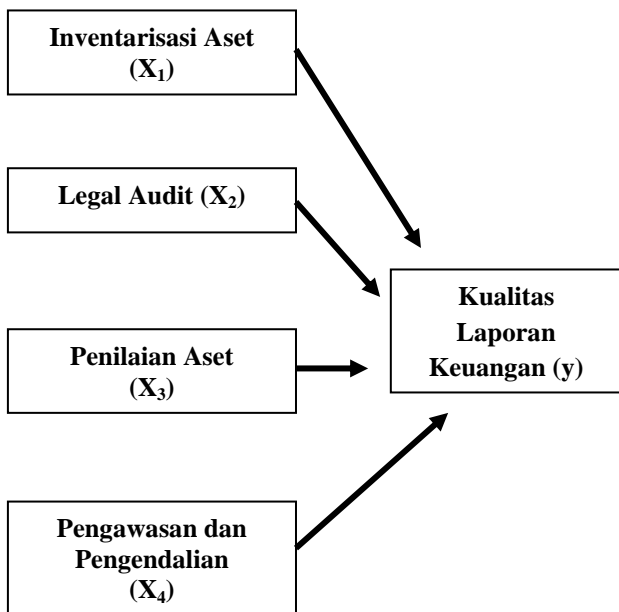 Inventarisasi Aset
(X₁)
Legal Audit (X₂)
Penilaian Aset
(X₃)
Pengawasan dan
Pengendalian
(X₄)
Kualitas
Laporan
Keuangan (y)